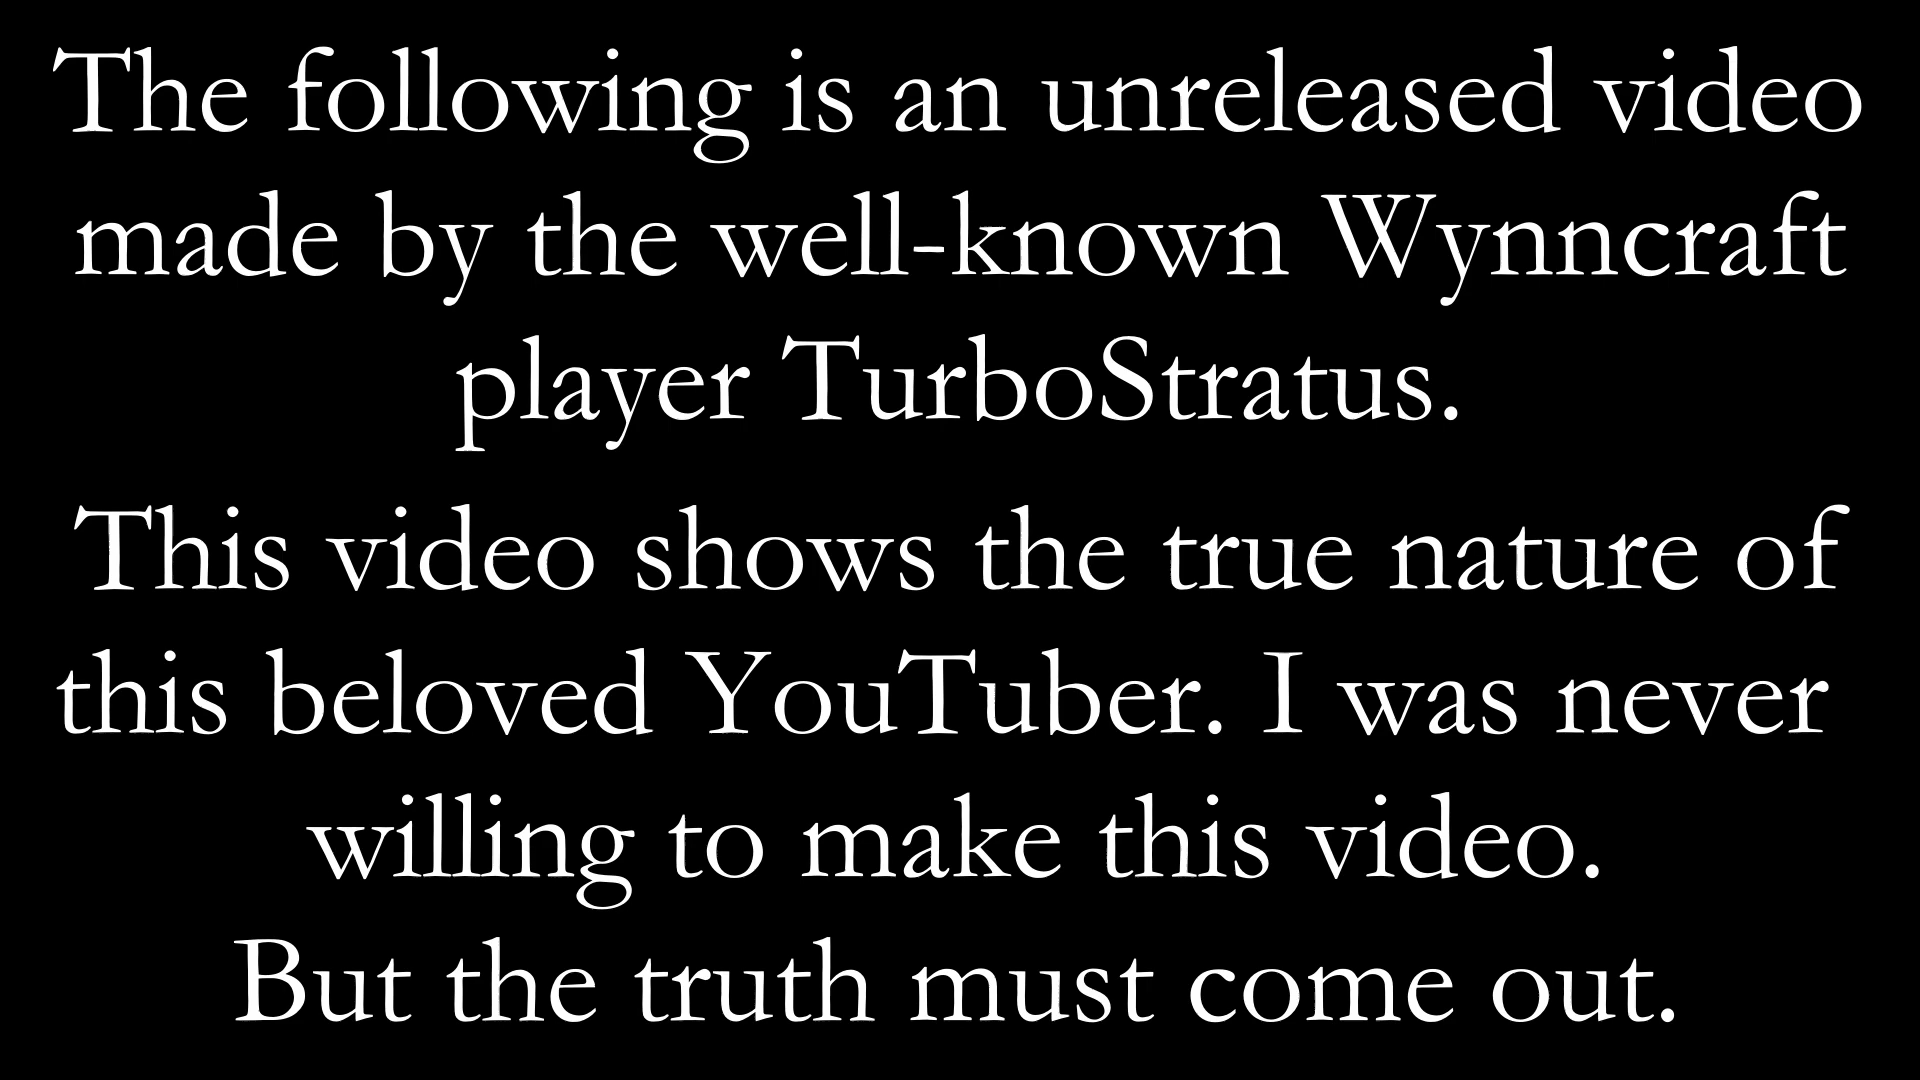 The following is an unreleased video
made by the well-known Wynncraft
player TurboStratus.
This video shows the true nature of
this beloved YouTuber. I was never
willing to make this video.
But the truth must come out.